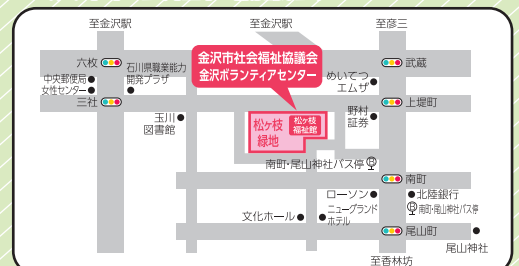 至金沢駅
至金沢駅
至彦三
六枚
石川県職業能力
開発プラザ
金沢市社会福祉協議会
金沢ボランティアセンター
武蔵
中央郵便局
女性センター
めいてつ
エムザ
三社
上堤町
玉川
図書館
松ヶ枝
緑地
松ヶ枝
福祉館
野村
証券
南町・尾山神社バス停
南町
ローソン
北陸銀行
文化ホール
ニューグランド
ホテル
南町・尾山神社バス停
尾山町
尾山神社
至香林坊